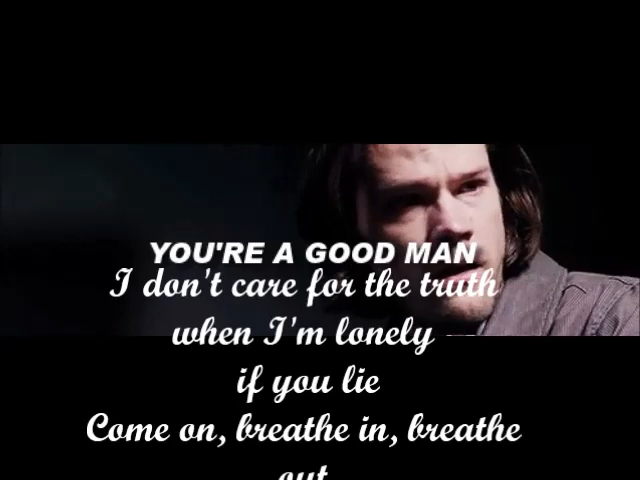 YOU'RE A GOOD MAN
I don't care for the truth
when I'm lonely
if you lie
Come on, breathe in, breathe
out